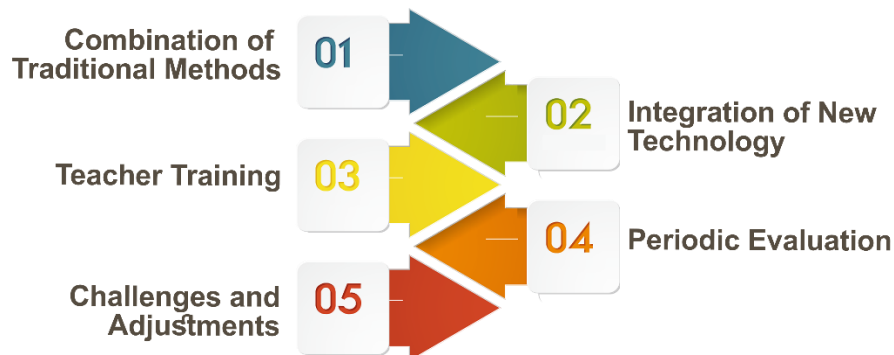 01
Combination of
Traditional Methods
02
Integration of New
Technology
03
Teacher Training
04
Periodic Evaluation
05
Challenges and
Adjustments